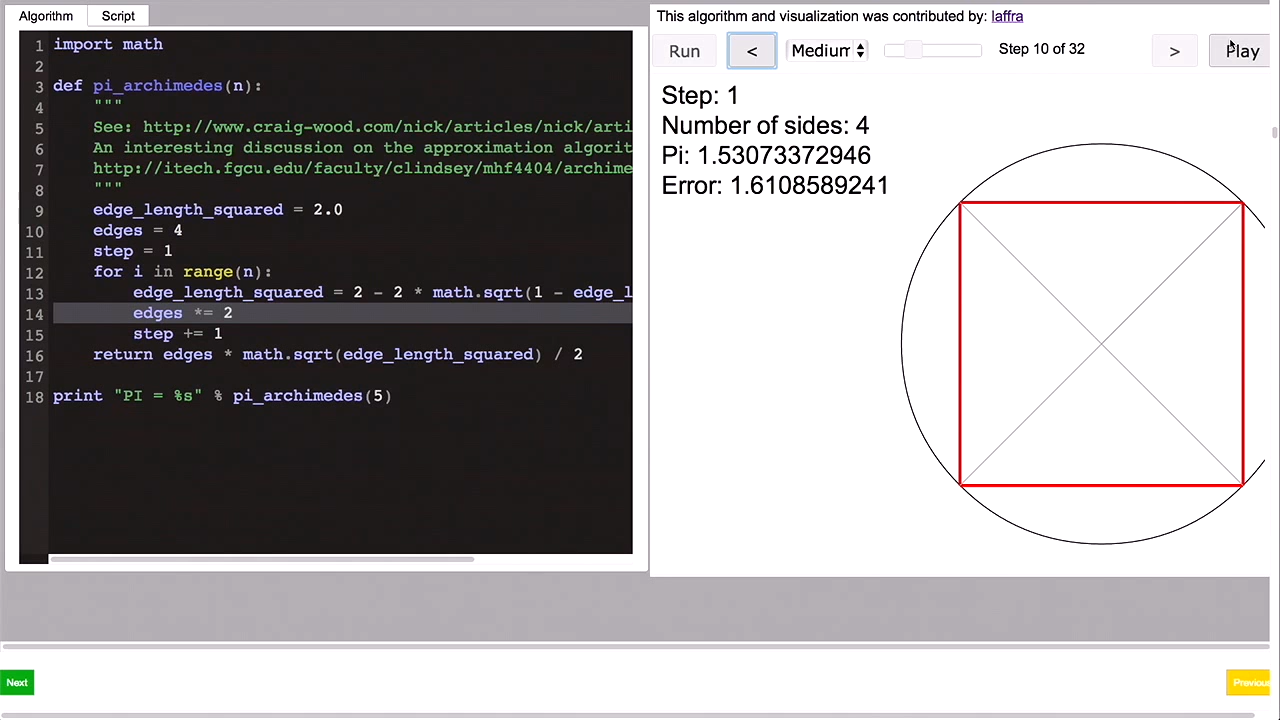 Algorithm
Script
1 import math
2
3 def pi_archimedes(n):
4 """
5 See: http://www.craig-wood.com/nick/articles/nick/arti
6 An interesting discussion on the approximation algorit
7 http://itech.fgcu.edu/faculty/clindsey/mhf4404/archime
8 """
9 edge_length_squared = 2.0
10 edges = 4
11 step = 1
12 for i in range(n):
13 edge_length_squared = 2 - 2 * math.sqrt(1 - edge_l
14 edges *= 2
15 step += 1
16 return edges * math.sqrt(edge_length_squared) / 2
17
18 print "PI = %s" % pi_archimedes(5)
This algorithm and visualization was contributed by: laffra
Run < Medium Step 10 of 32 > Play
Step: 1
Number of sides: 4
Pi: 1.53073372946
Error: 1.6108589241
Next
Previous